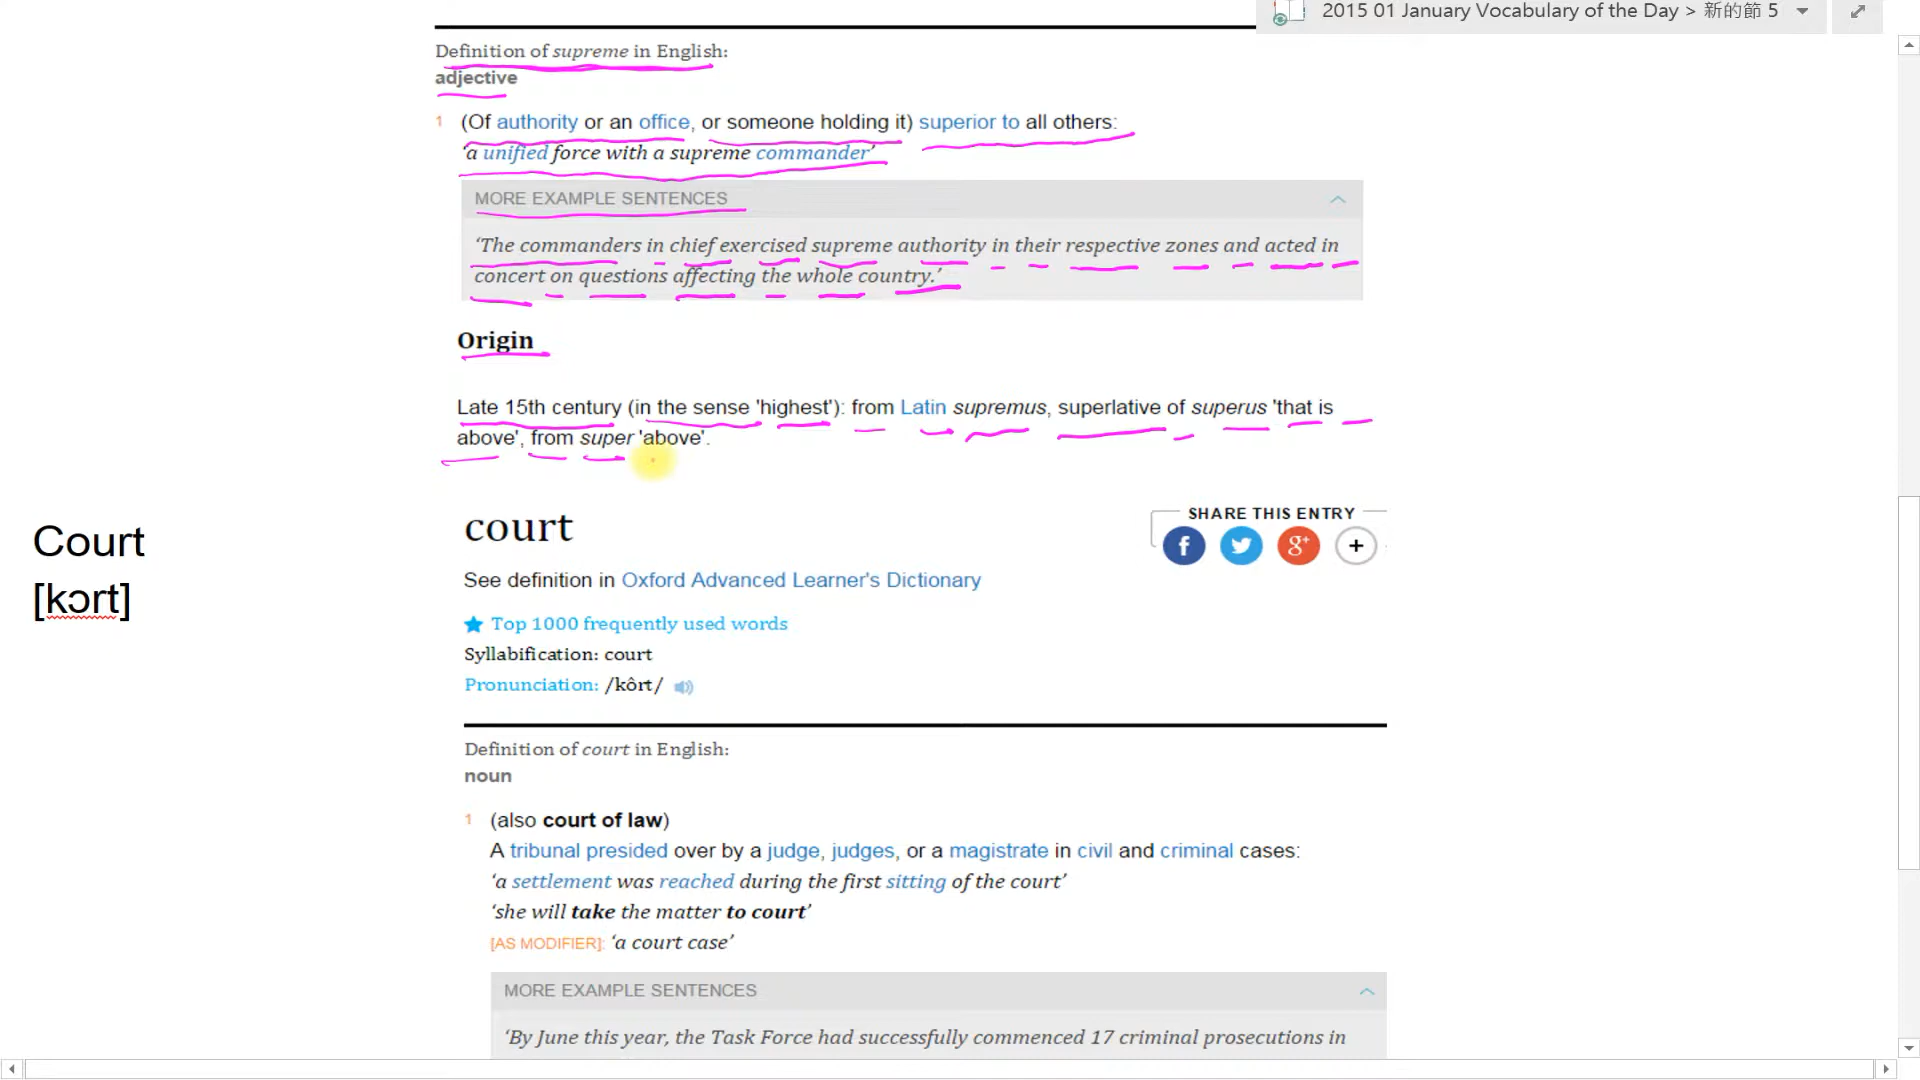 2015 01 January Vocabulary of the Day > 新的節 5
Definition of supreme in English:
adjective
1 (Of authority or an office, or someone holding it) superior to all others:
‘a unified force with a supreme commander’
MORE EXAMPLE SENTENCES
‘The commanders in chief exercised supreme authority in their respective zones and acted in
concert on questions affecting the whole country.’
Origin
Late 15th century (in the sense 'highest'): from Latin supremus, superlative of superus 'that is
above', from super 'above'.
Court
[kɔrt]
court
SHARE THIS ENTRY
f g+ +
See definition in Oxford Advanced Learner's Dictionary
Top 1000 frequently used words
Syllabification: court
Pronunciation: /kôrt/
Definition of court in English:
noun
1 (also court of law)
A tribunal presided over by a judge, judges, or a magistrate in civil and criminal cases:
‘a settlement was reached during the first sitting of the court’
‘she will take the matter to court’
[AS MODIFIER]: ‘a court case’
MORE EXAMPLE SENTENCES
‘By June this year, the Task Force had successfully commenced 17 criminal prosecutions in